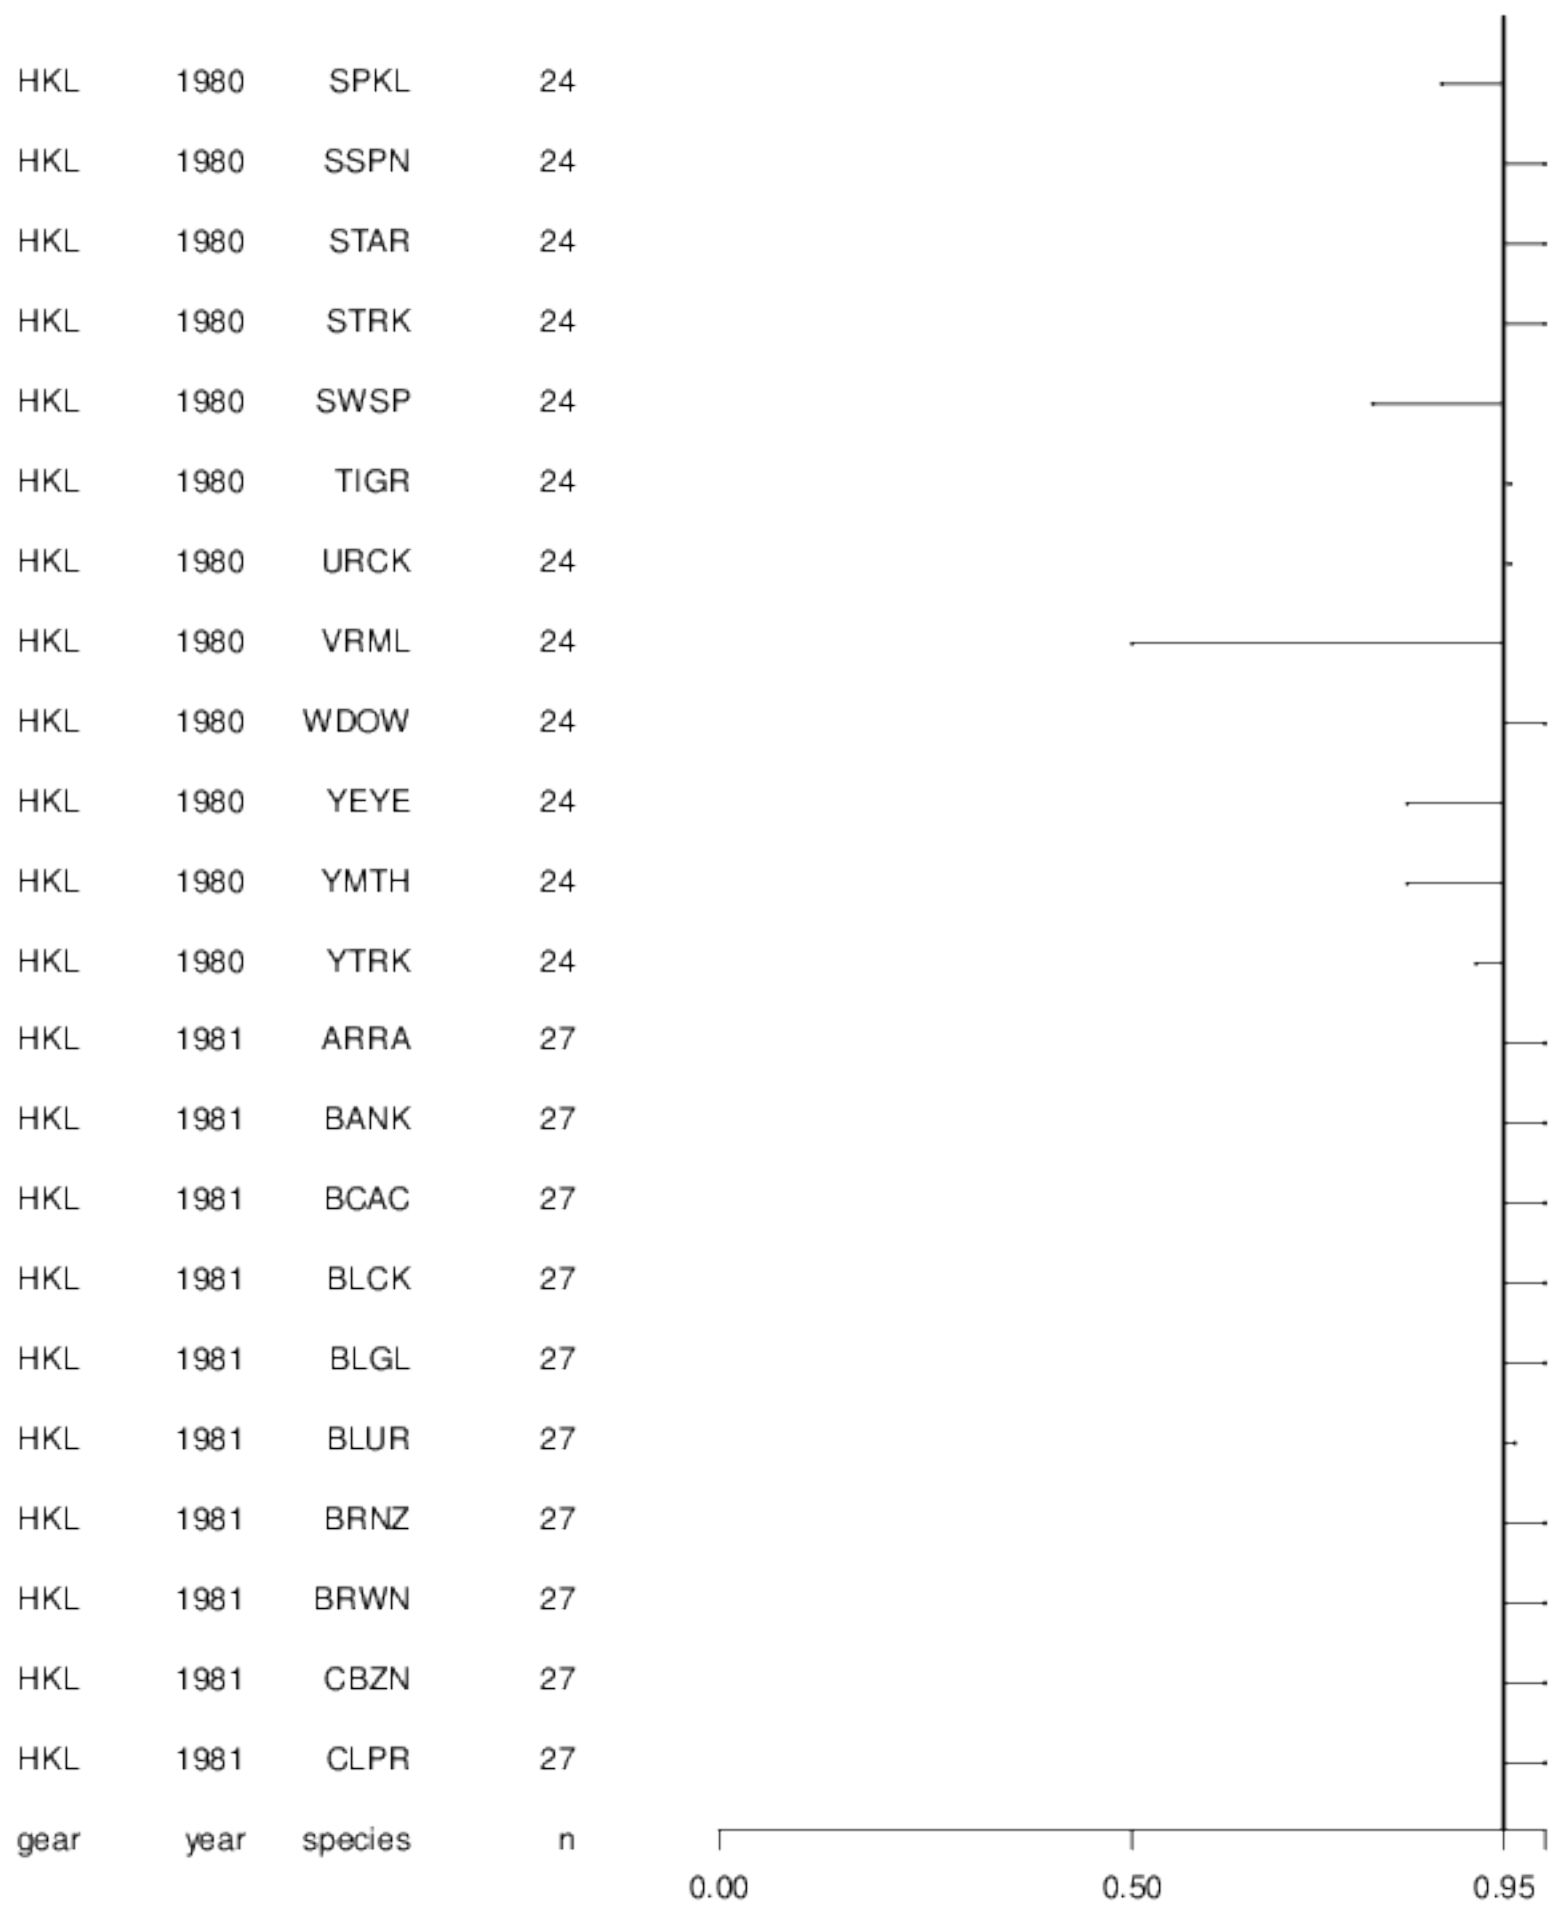 HKL 1980 SPKL 24
HKL 1980 SSPN 24
HKL 1980 STAR 24
HKL 1980 STRK 24
HKL 1980 SWSP 24
HKL 1980 TIGR 24
HKL 1980 URCK 24
HKL 1980 VRML 24
HKL 1980 WDOW 24
HKL 1980 YEYE 24
HKL 1980 YMTH 24
HKL 1980 YTRK 24
HKL 1981 ARRA 27
HKL 1981 BANK 27
HKL 1981 BCAC 27
HKL 1981 BLCK 27
HKL 1981 BLGL 27
HKL 1981 BLUR 27
HKL 1981 BRNZ 27
HKL 1981 BRWN 27
HKL 1981 CBZN 27
HKL 1981 CLPR 27
gear year species n
0.00 0.50 0.95